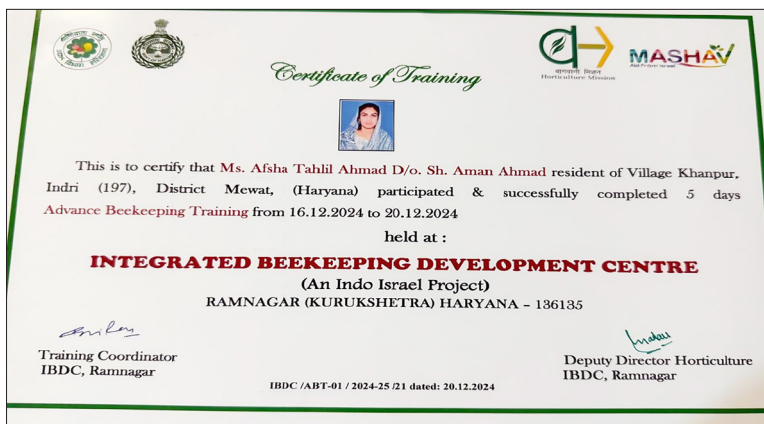 Certificate of Training
बागवानी मिशन
Horticulture Mission
MASHAV
This is to certify that Ms. Afsha Tahlil Ahmad D/o. Sh. Aman Ahmad resident of Village Khanpur,
Indri (197), District Mewat, (Haryana) participated & successfully completed 5 days
Advance Beekeeping Training from 16.12.2024 to 20.12.2024
held at :
INTEGRATED BEEKEEPING DEVELOPMENT CENTRE
(An Indo Israel Project)
RAMNAGAR (KURUKSHETRA) HARYANA – 136135
Training Coordinator
IBDC, Ramnagar
Deputy Director Horticulture
IBDC, Ramnagar
IBDC /ABT-01 / 2024-25 /21 dated: 20.12.2024